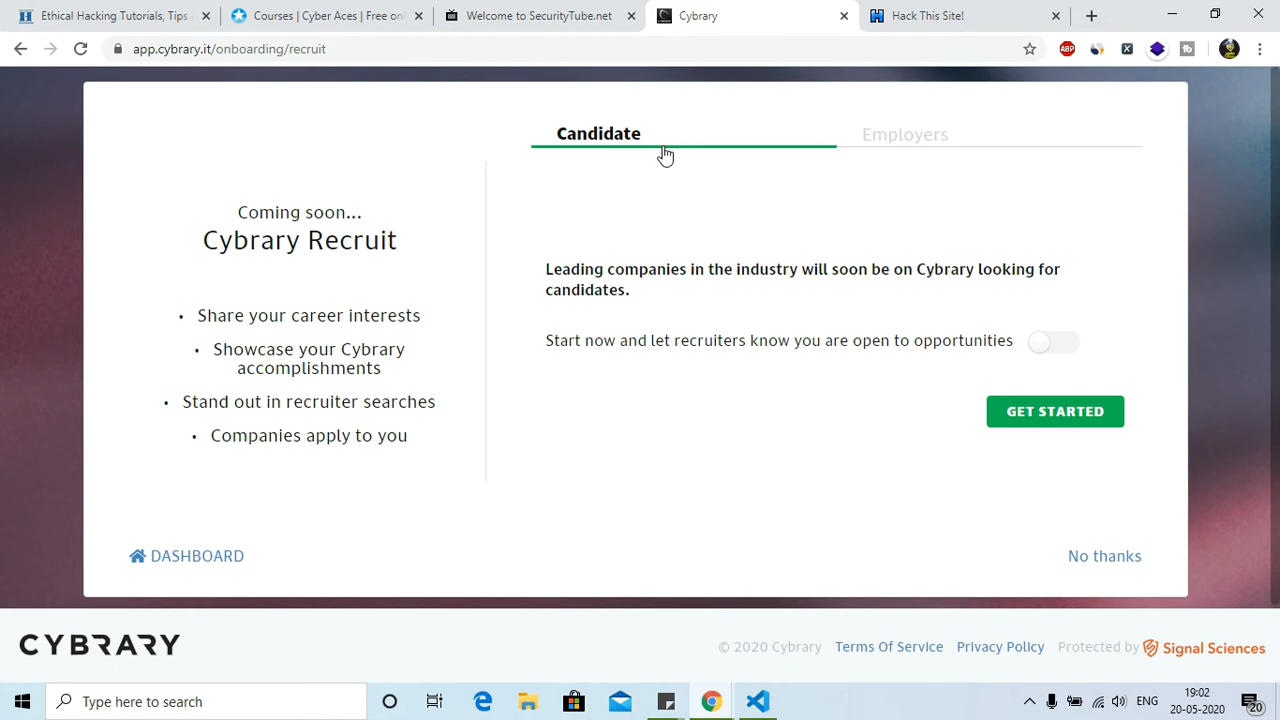 Ethical Hacking Tutorials, Tips
Courses | Cyber Aces | Free o
Welcome to SecurityTube.net
Cybrary
Hack This Site!
app.cybrary.it/onboarding/recruit
ABP
Candidate
Employers
Coming soon...
Cybrary Recruit
• Share your career interests
• Showcase your Cybrary
accomplishments
• Stand out in recruiter searches
• Companies apply to you
Leading companies in the industry will soon be on Cybrary looking for
candidates.
Start now and let recruiters know you are open to opportunities
GET STARTED
DASHBOARD
No thanks
CYBRARY
© 2020 Cybrary
Terms Of Service
Privacy Policy
Protected by
Signal Sciences
Type here to search
ENG
19:02
20-05-2020
20